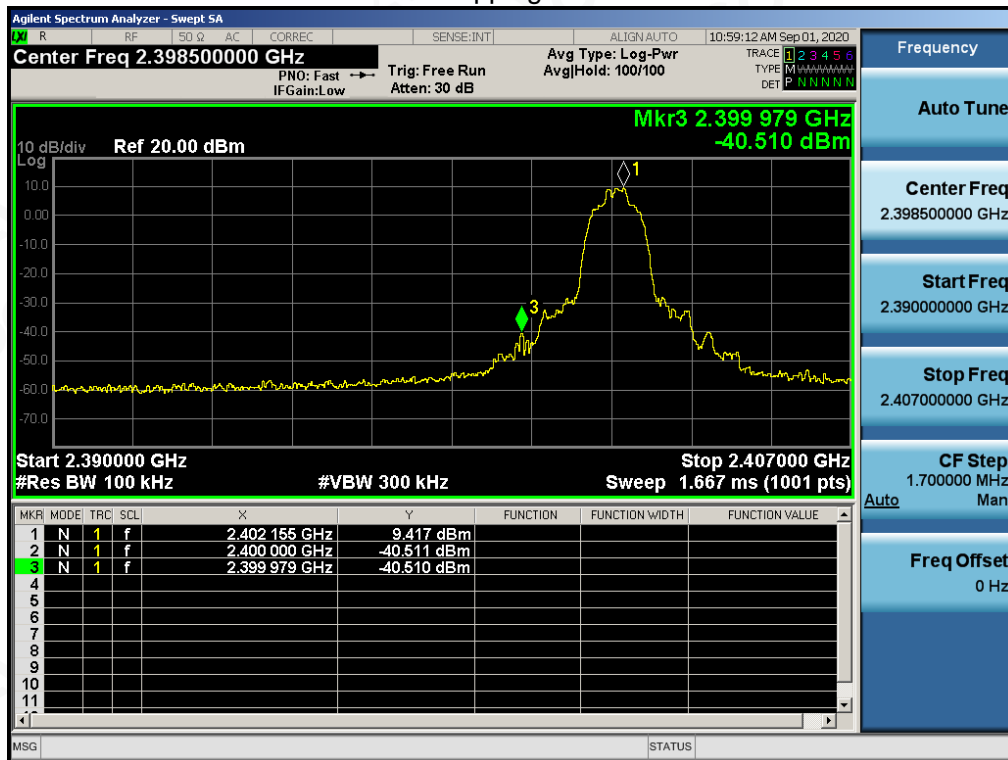 Agilent Spectrum Analyzer - Swept SA
LXI R RF 50 Ω AC CORREC SENSE:INT ALIGN AUTO 10:59:12 AM Sep 01, 2020
Center Freq 2.398500000 GHz
PNO: Fast
IFGain:Low
Trig: Free Run
Atten: 30 dB
Avg Type: Log-Pwr
Avg|Hold: 100/100
TRACE 1 2 3 4 5 6
TYPE M
DET P N N N N N
Mkr3 2.399 979 GHz
-40.510 dBm
10 dB/div Ref 20.00 dBm
Log
10.0
0.00
-10.0
-20.0
-30.0
-40.0
-50.0
-60.0
-70.0
1
3
Start 2.390000 GHz Stop 2.407000 GHz
#Res BW 100 kHz #VBW 300 kHz Sweep 1.667 ms (1001 pts)
MKR MODE TRC SCL X Y FUNCTION FUNCTION WIDTH FUNCTION VALUE
1 N 1 f 2.402 155 GHz 9.417 dBm
2 N 1 f 2.400 000 GHz -40.511 dBm
3 N 1 f 2.399 979 GHz -40.510 dBm
4
5
6
7
8
9
10
11
MSG STATUS
Frequency
Auto Tune
Center Freq
2.398500000 GHz
Start Freq
2.390000000 GHz
Stop Freq
2.407000000 GHz
CF Step
1.700000 MHz
Auto Man
Freq Offset
0 Hz